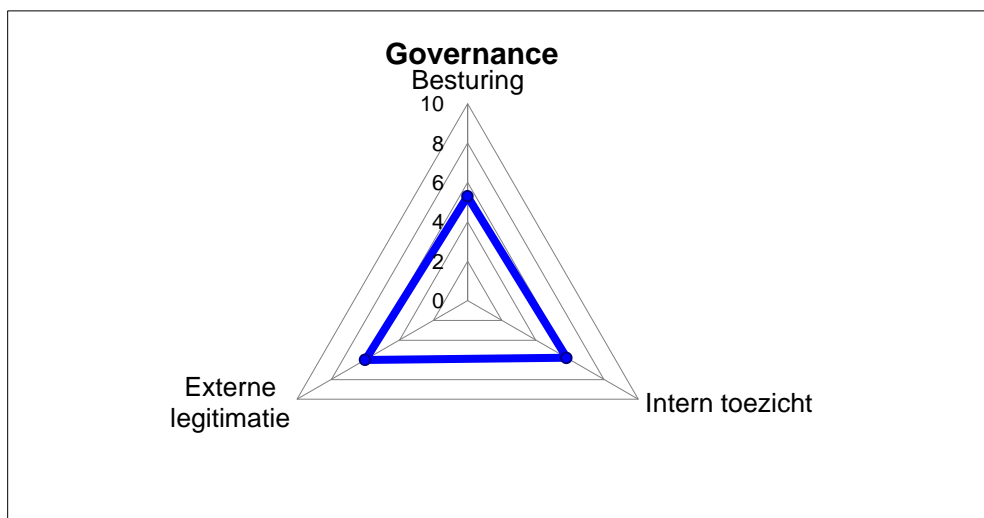 Governance
Besturing
10
8
6
4
2
0
Externe
legitimatie
Intern toezicht